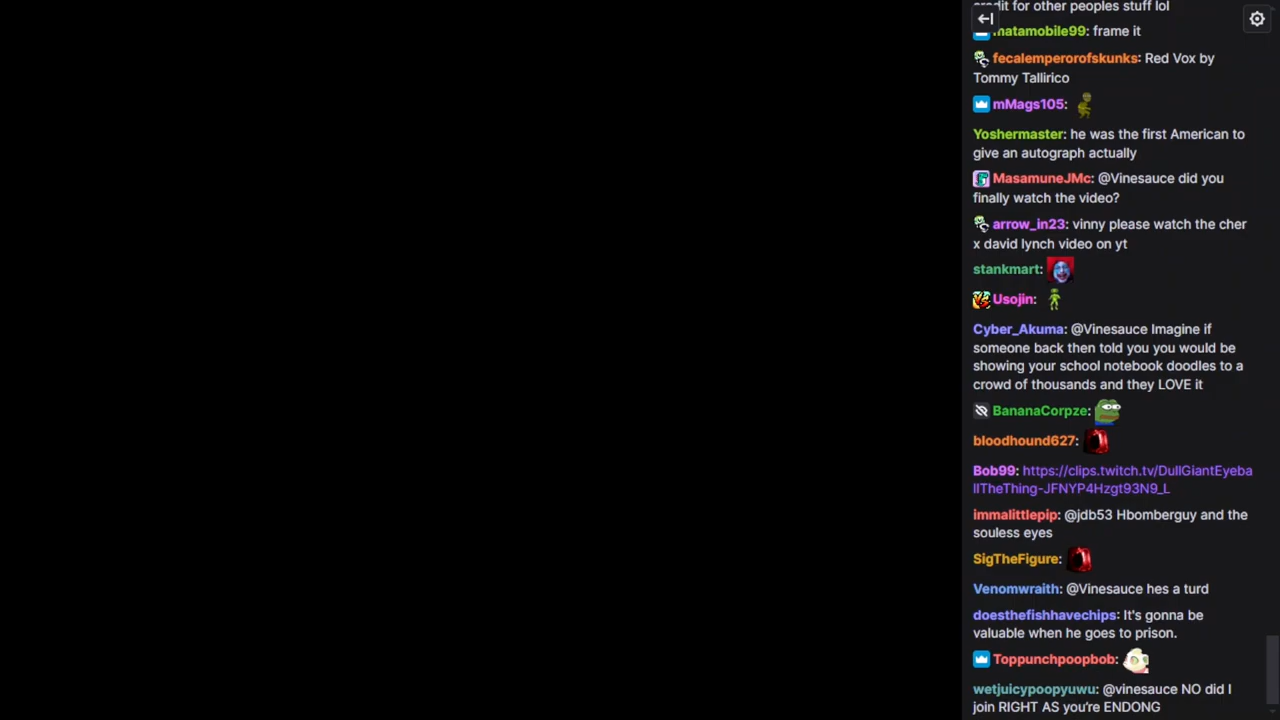 credit for other peoples stuff lol
matamobile99: frame it
fecalemperorofskunks: Red Vox by
Tommy Tallirico
mMags105:
Yoshermaster: he was the first American to
give an autograph actually
MasamuneJMc: @Vinesauce did you
finally watch the video?
arrow_in23: vinny please watch the cher
x david lynch video on yt
stankmart:
Usojin:
Cyber_Akuma: @Vinesauce Imagine if
someone back then told you you would be
showing your school notebook doodles to a
crowd of thousands and they LOVE it
BananaCorpze:
bloodhound627:
Bob99: https://clips.twitch.tv/DullGiantEyeba
llTheThing-JFNYP4Hzgt93N9_L
immalittlepip: @jdb53 Hbomberguy and the
souless eyes
SigTheFigure:
Venomwraith: @Vinesauce hes a turd
doesthefishhavechips: It's gonna be
valuable when he goes to prison.
Toppunchpoopbob:
wetjuicypoopyuwu: @vinesauce NO did I
join RIGHT AS you're ENDONG